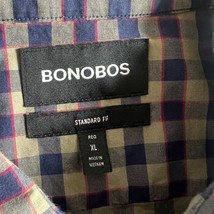 BONOBOS
STANDARD FIT
REG
XL
MADE IN
VIETNAM